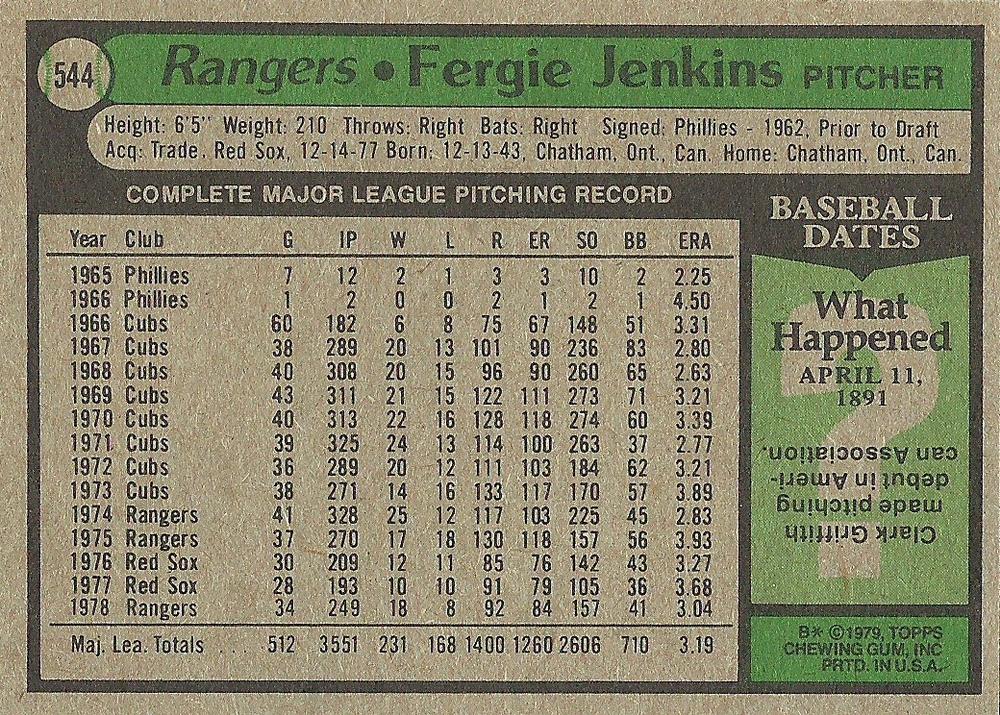 544
Rangers • Fergie Jenkins PITCHER
Height: 6'5" Weight: 210 Throws: Right Bats: Right Signed: Phillies - 1962, Prior to Draft
Acq: Trade, Red Sox, 12-14-77 Born: 12-13-43, Chatham, Ont., Can. Home: Chatham, Ont., Can.
COMPLETE MAJOR LEAGUE PITCHING RECORD
Year Club G IP W L R ER SO BB ERA
1965 Phillies 7 12 2 1 3 3 10 2 2.25
1966 Phillies 1 2 0 0 2 1 2 1 4.50
1966 Cubs 60 182 6 8 75 67 148 51 3.31
1967 Cubs 38 289 20 13 101 90 236 83 2.80
1968 Cubs 40 308 20 15 96 90 260 65 2.63
1969 Cubs 43 311 21 15 122 111 273 71 3.21
1970 Cubs 40 313 22 16 128 118 274 60 3.39
1971 Cubs 39 325 24 13 114 100 263 37 2.77
1972 Cubs 36 289 20 12 111 103 184 62 3.21
1973 Cubs 38 271 14 16 133 117 170 57 3.89
1974 Rangers 41 328 25 12 117 103 225 45 2.83
1975 Rangers 37 270 17 18 130 118 157 56 3.93
1976 Red Sox 30 209 12 11 85 76 142 43 3.27
1977 Red Sox 28 193 10 10 91 79 105 36 3.68
1978 Rangers 34 249 18 8 92 84 157 41 3.04
Maj. Lea. Totals . . . 512 3551 231 168 1400 1260 2606 710 3.19
BASEBALL
DATES
What
Happened
APRIL 11,
1891
?
Clark Griffith
made pitching
debut in Ameri-
can Association.
B* ©1979, TOPPS
CHEWING GUM, INC
PRTD. IN U.S.A.